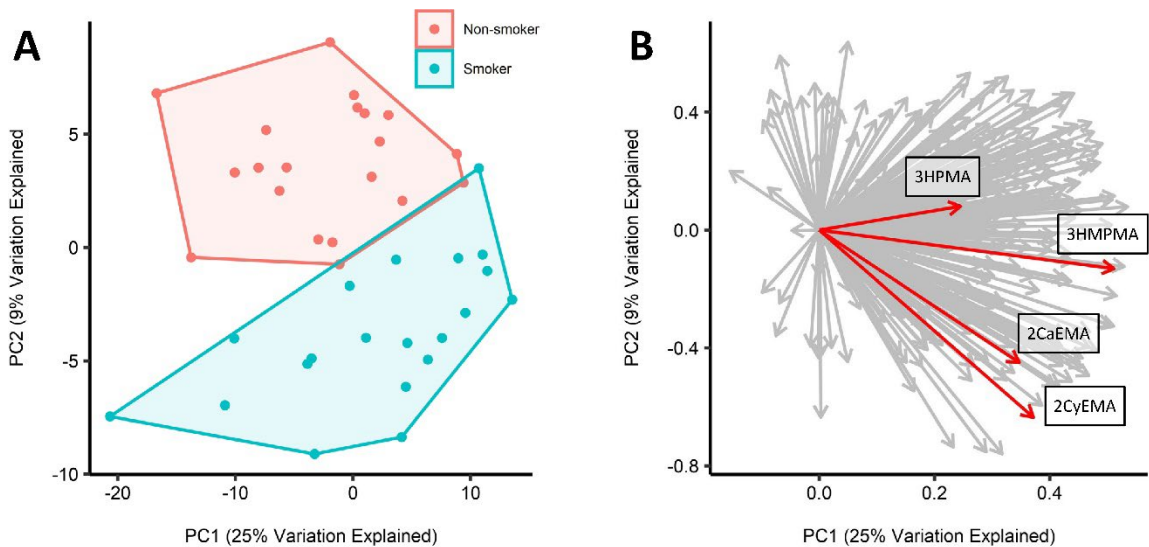 A
Non-smoker
Smoker
5
0
-5
-10
PC2 (9% Variation Explained)
-20
-10
0
10
PC1 (25% Variation Explained)
B
0.4
0.0
-0.4
-0.8
PC2 (9% Variation Explained
3HPMA
3HMPMA
2CaEMA
2CyEMA
0.0
0.2
0.4
PC1 (25% Variation Explained)